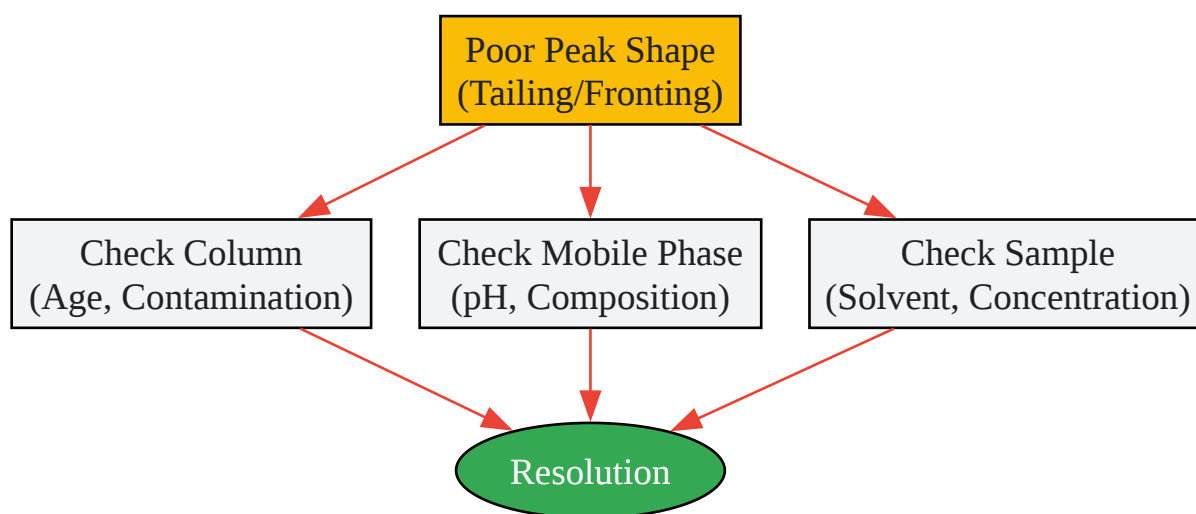 Poor Peak Shape
(Tailing/Fronting)
Check Column
(Age, Contamination)
Check Mobile Phase
(pH, Composition)
Check Sample
(Solvent, Concentration)
Resolution